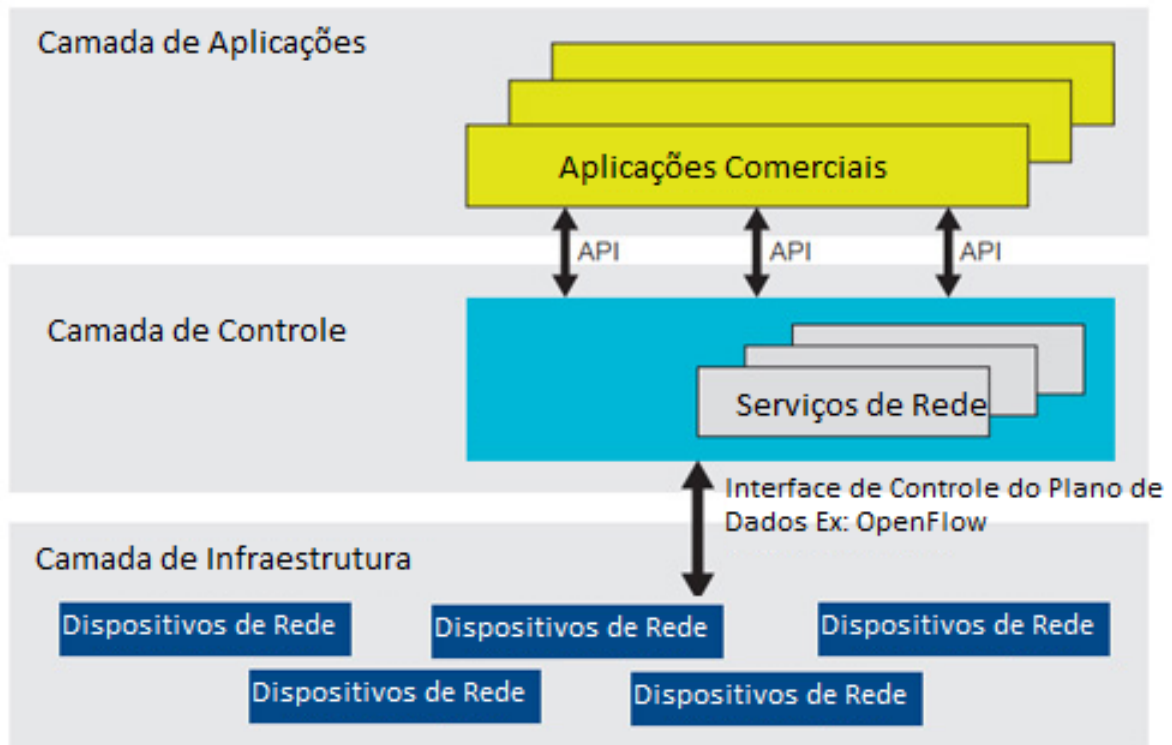 Camada de Aplicações
Aplicações Comerciais
API
API
API
Camada de Controle
Serviços de Rede
Interface de Controle do Plano de
Dados Ex: OpenFlow
Camada de Infraestrutura
Dispositivos de Rede
Dispositivos de Rede
Dispositivos de Rede
Dispositivos de Rede
Dispositivos de Rede